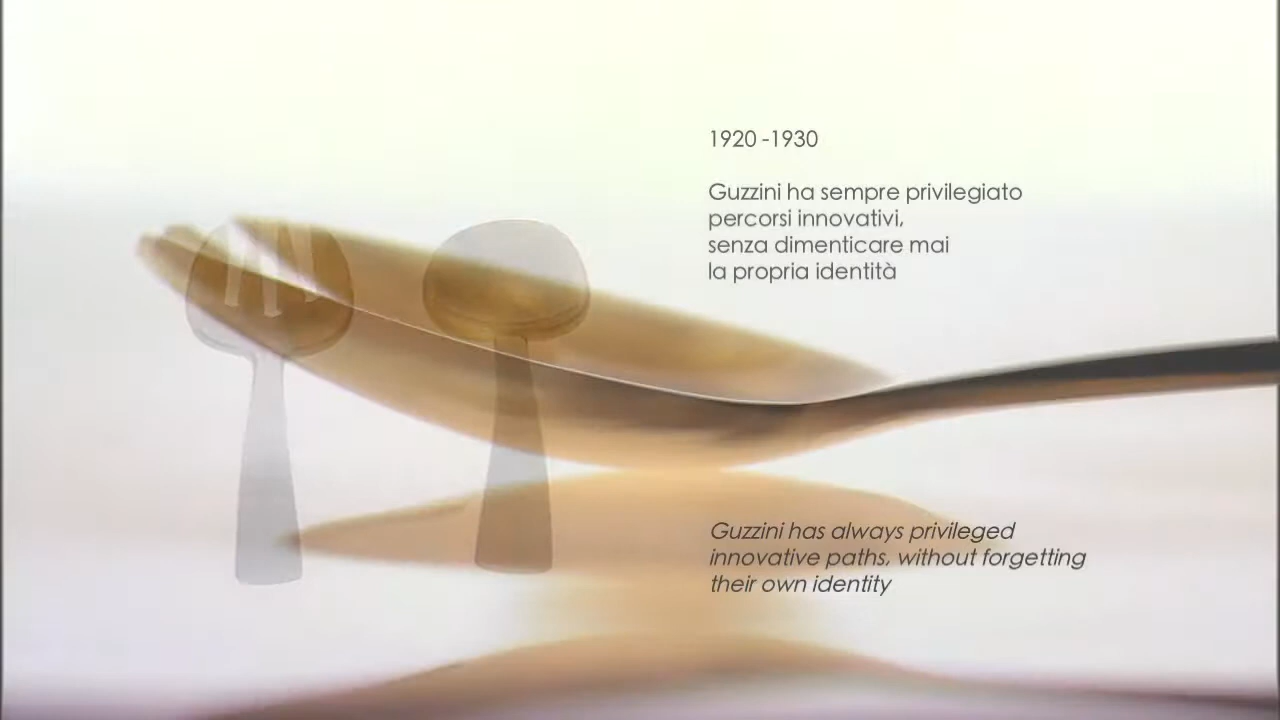 1920 -1930
Guzzini ha sempre privilegiato
percorsi innovativi,
senza dimenticare mai
la propria identità
Guzzini has always privileged
innovative paths, without forgetting
their own identity